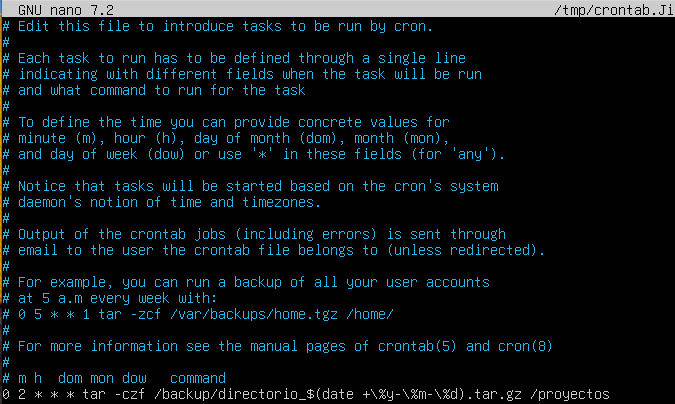 GNU nano 7.2 /tmp/crontab.Ji
# Edit this file to introduce tasks to be run by cron.
#
# Each task to run has to be defined through a single line
# indicating with different fields when the task will be run
# and what command to run for the task
#
# To define the time you can provide concrete values for
# minute (m), hour (h), day of month (dom), month (mon),
# and day of week (dow) or use '*' in these fields (for 'any').
#
# Notice that tasks will be started based on the cron's system
# daemon's notion of time and timezones.
#
# Output of the crontab jobs (including errors) is sent through
# email to the user the crontab file belongs to (unless redirected).
#
# For example, you can run a backup of all your user accounts
# at 5 a.m every week with:
# 0 5 * * 1 tar -zcf /var/backups/home.tgz /home/
#
# For more information see the manual pages of crontab(5) and cron(8)
#
# m h  dom mon dow   command
0 2 * * * tar -czf /backup/directorio_$(date +\%y-\%m-\%d).tar.gz /proyectos